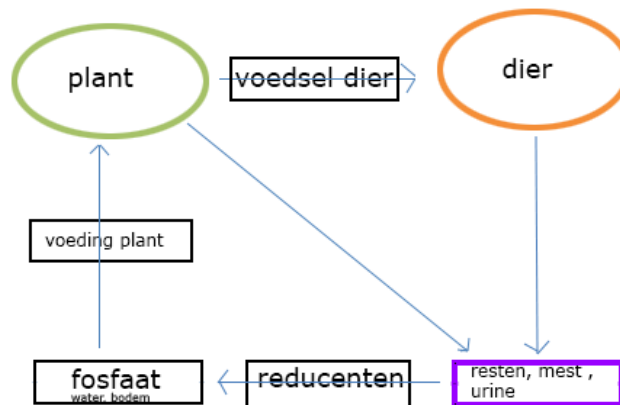 plant
voedsel dier
dier
voeding plant
fosfaat
water, bodem
reducenten
resten, mest ,
urine